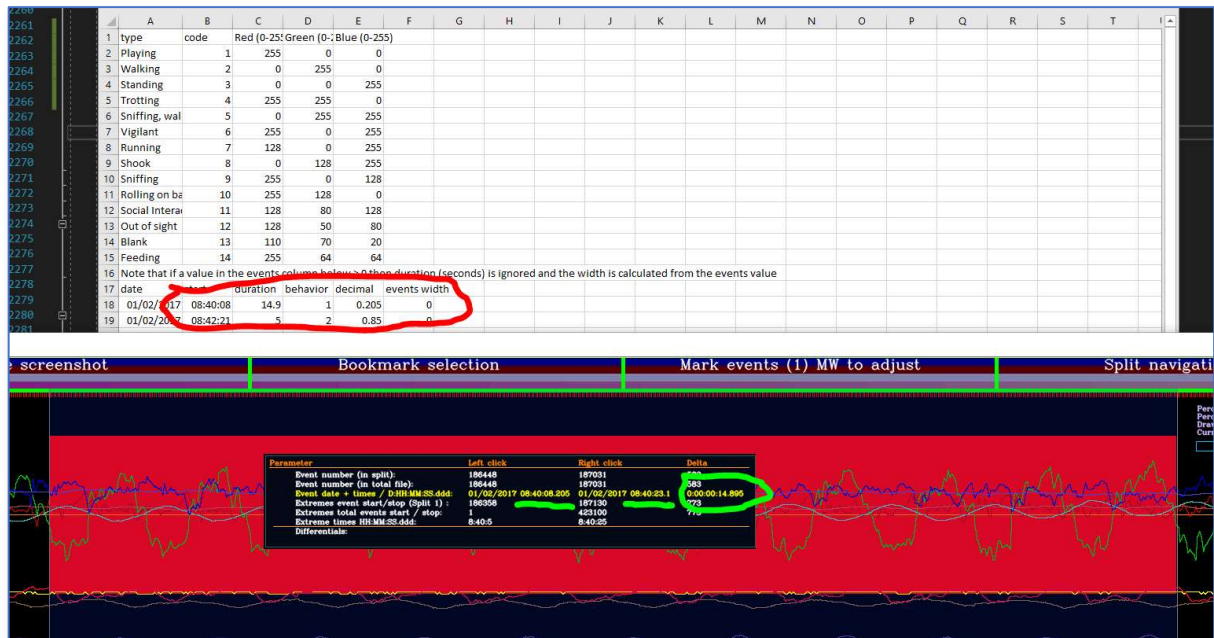 2260
2261
2262
2263
2264
2265
2266
2267
2268
2269
2270
2271
2272
2273
2274
2275
2276
2277
2278
2279
2280
2281
A B C D E F G H I J K L M N O P Q R S T
1 type code Red (0-25! Green (0-2 Blue (0-255)
2 Playing 1 255 0 0
3 Walking 2 0 255 0
4 Standing 3 0 0 255
5 Trotting 4 255 255 0
6 Sniffing, wal 5 0 255 255
7 Vigilant 6 255 0 255
8 Running 7 128 0 255
9 Shook 8 0 128 255
10 Sniffing 9 255 0 128
11 Rolling on ba 10 255 128 0
12 Social Intera 11 128 80 128
13 Out of sight 12 128 50 80
14 Blank 13 110 70 20
15 Feeding 14 255 64 64
16 Note that if a value in the events column below > 0 then duration (seconds) is ignored and the width is calculated from the events value
17 date duration behavior decimal events width
18 01/02/2017 08:40:08 14.9 1 0.205 0
19 01/02/2017 08:42:21 5 2 0.85 0
screenshot Bookmark selection Mark events (1) MW to adjust Split navigati
Parameter Left click Right click Delta
Event number (in split): 186448 187031
Event number (in total file): 186448 187031 583
Event date + times / D:HH:MM:SS.ddd: 01/02/2017 08:40:08.205 01/02/2017 08:40:23.1 0:00:00:14.895
Extremes event start/stop (Split 1) : 186358 187130 773
Extreme total events start / stop: 1 423100
Extreme times HH:MM:SS.ddd: 8:40:5 8:40:25
Differentials:
Perc
Perc
Draw
Curr